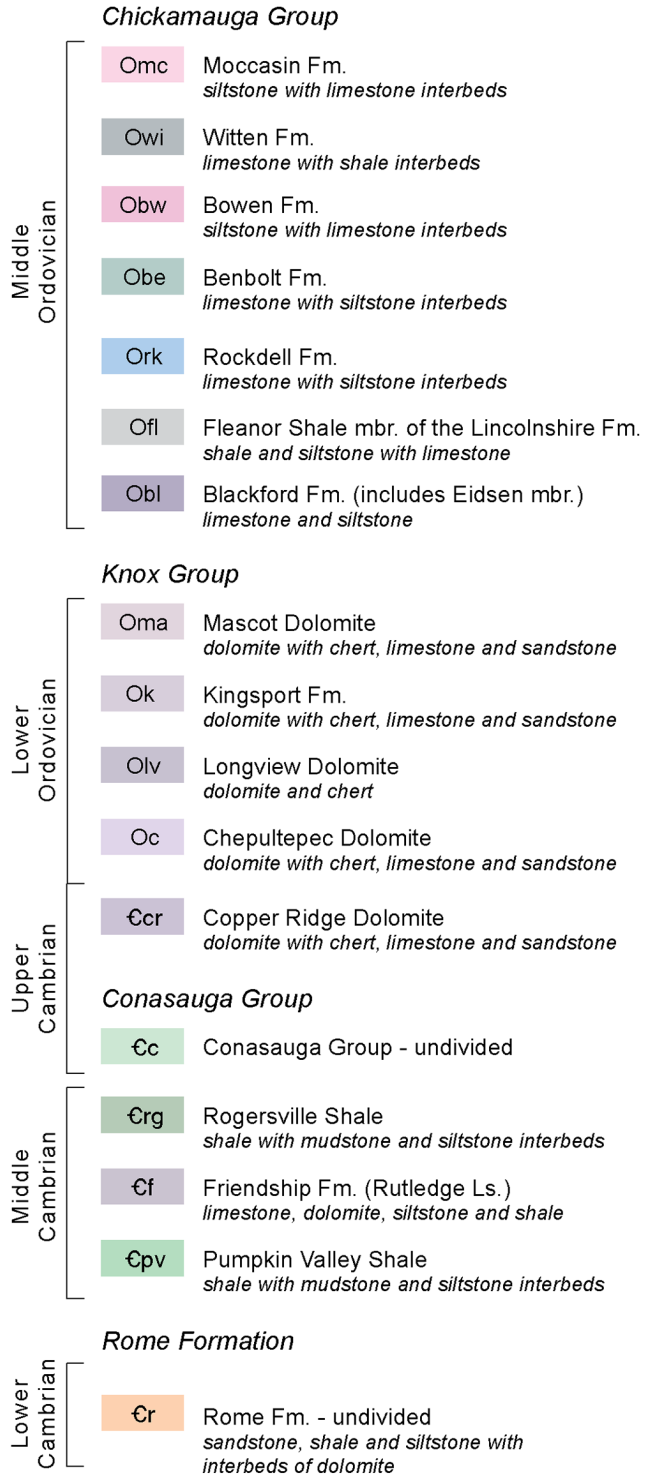 Chickamauga Group
Middle
Ordovician
Omc
Moccasin Fm.
siltstone with limestone interbeds
Owi
Witten Fm.
limestone with shale interbeds
Obw
Bowen Fm.
siltstone with limestone interbeds
Obe
Benbolt Fm.
limestone with siltstone interbeds
Ork
Rockdell Fm.
limestone with siltstone interbeds
Ofl
Fleanor Shale mbr. of the Lincolnshire Fm.
shale and siltstone with limestone
Obl
Blackford Fm. (includes Eidsen mbr.)
limestone and siltstone
Knox Group
Lower
Ordovician
Oma
Mascot Dolomite
dolomite with chert, limestone and sandstone
Ok
Kingsport Fm.
dolomite with chert, limestone and sandstone
Olv
Longview Dolomite
dolomite and chert
Oc
Chepultepec Dolomite
dolomite with chert, limestone and sandstone
Upper
Cambrian
Єcr
Copper Ridge Dolomite
dolomite with chert, limestone and sandstone
Conasauga Group
Єc
Conasauga Group - undivided
Middle
Cambrian
Єrg
Rogersville Shale
shale with mudstone and siltstone interbeds
Єf
Friendship Fm. (Rutledge Ls.)
limestone, dolomite, siltstone and shale
Єpv
Pumpkin Valley Shale
shale with mudstone and siltstone interbeds
Rome Formation
Lower
Cambrian
Єr
Rome Fm. - undivided
sandstone, shale and siltstone with
interbeds of dolomite